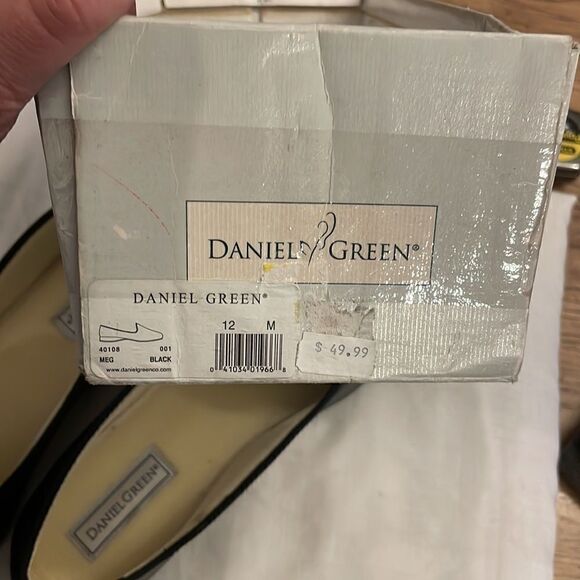 DANIEL GREEN®
DANIEL GREEN®
12 M
40108 001
MEG BLACK
www.danielgreenco.com
0 41034 01966 8
$ 49.99
DANIEL GREEN®